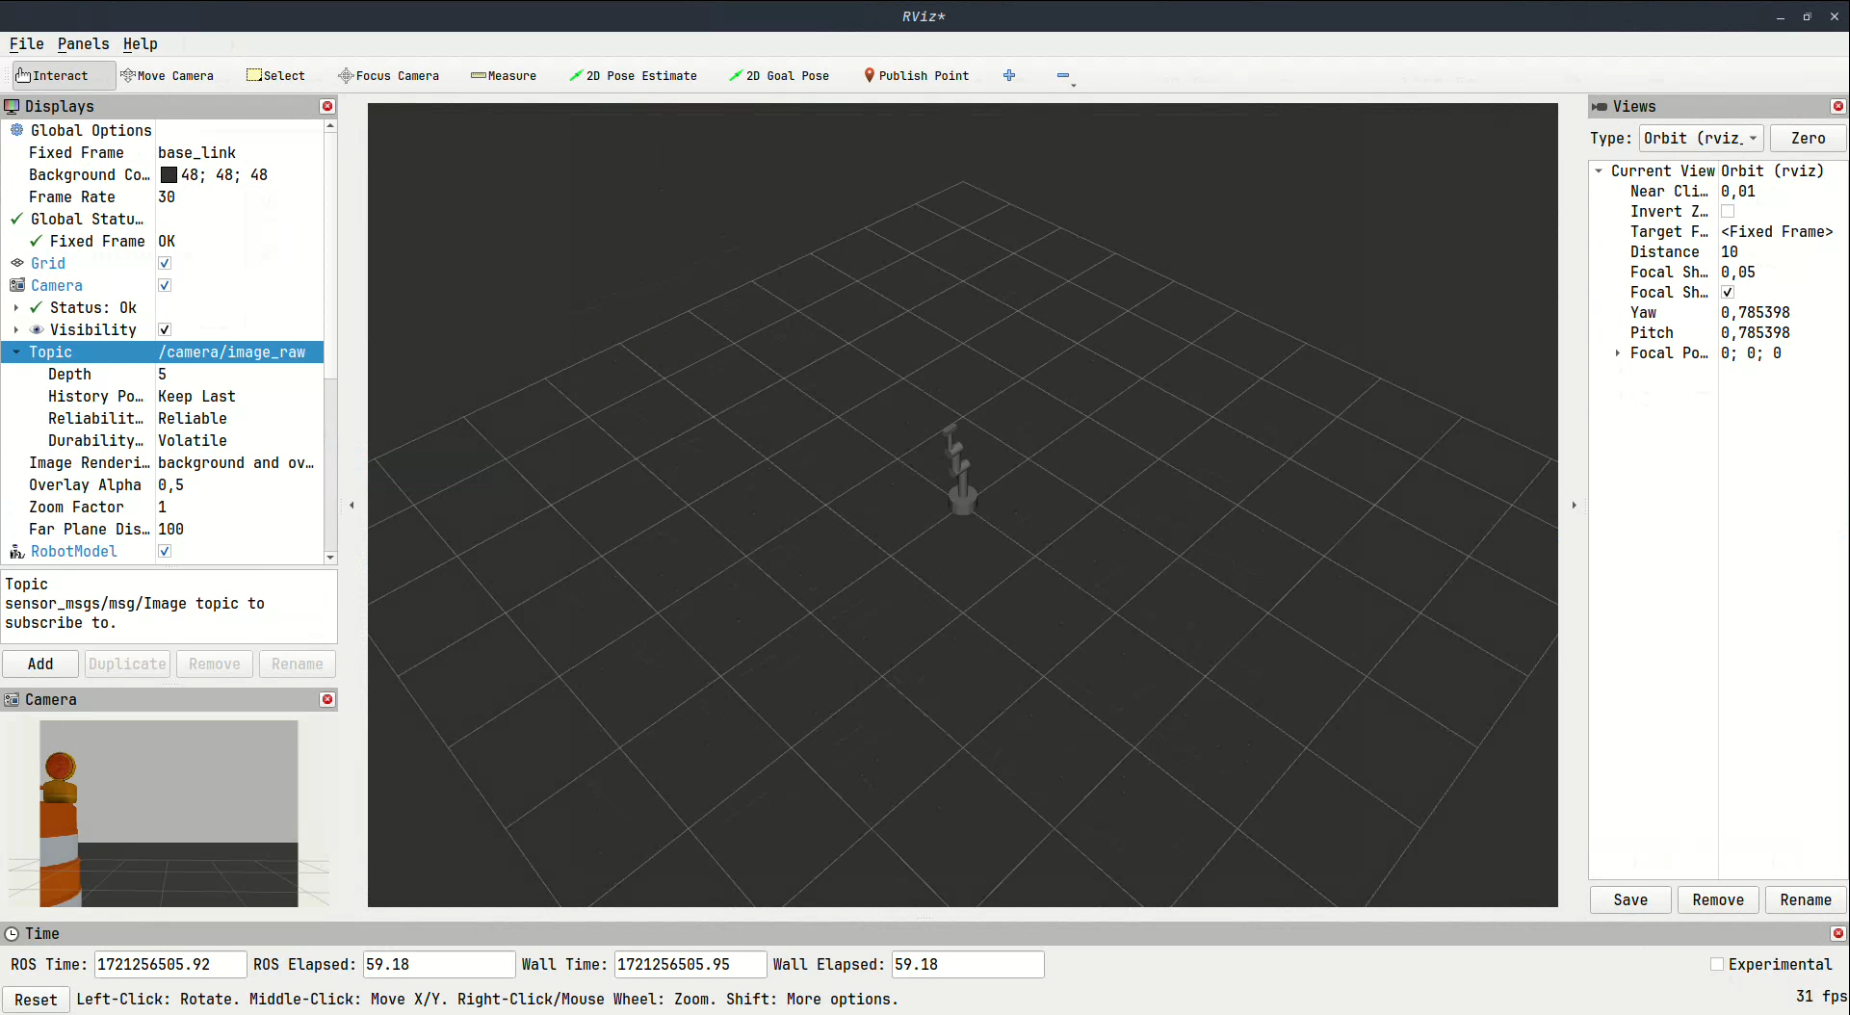 RViz*
File Panels Help
Interact Move Camera Select Focus Camera Measure 2D Pose Estimate 2D Goal Pose Publish Point
Displays
Global Options
Fixed Frame base_link
Background Co... 48; 48; 48
Frame Rate 30
Global Statu...
Fixed Frame OK
Grid
Camera
Status: Ok
Visibility
Topic /camera/image_raw
Depth 5
History Po... Keep Last
Reliabilit... Reliable
Durability... Volatile
Image Renderi... background and ov...
Overlay Alpha 0,5
Zoom Factor 1
Far Plane Dis... 100
RobotModel
Topic
sensor_msgs/msg/Image topic to
subscribe to.
Add Duplicate Remove Rename
Camera
Views
Type: Orbit (rviz. Zero
Current View Orbit (rviz)
Near Cli... 0,01
Invert Z...
Target F... <Fixed Frame>
Distance 10
Focal Sh... 0,05
Focal Sh...
Yaw 0,785398
Pitch 0,785398
Focal Po... 0; 0; 0
Save Remove Rename
Time
ROS Time: 1721256505.92 ROS Elapsed: 59.18 Wall Time: 1721256505.95 Wall Elapsed: 59.18 Experimental
Reset Left-Click: Rotate. Middle-Click: Move X/Y. Right-Click/Mouse Wheel: Zoom. Shift: More options. 31 fps